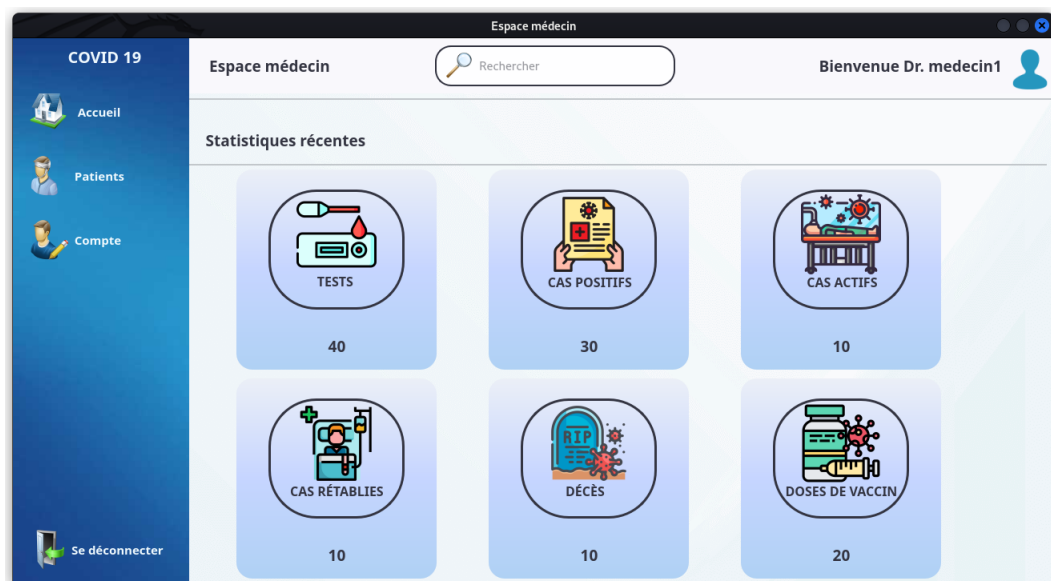 Espace médecin
COVID 19
Espace médecin
Rechercher
Bienvenue Dr. medecin1
Accueil
Patients
Compte
Se déconnecter
Statistiques récentes
TESTS
40
CAS POSITIFS
30
CAS ACTIFS
10
CAS RÉTABLIES
10
RIP
DÉCÈS
10
DOSES DE VACCIN
20